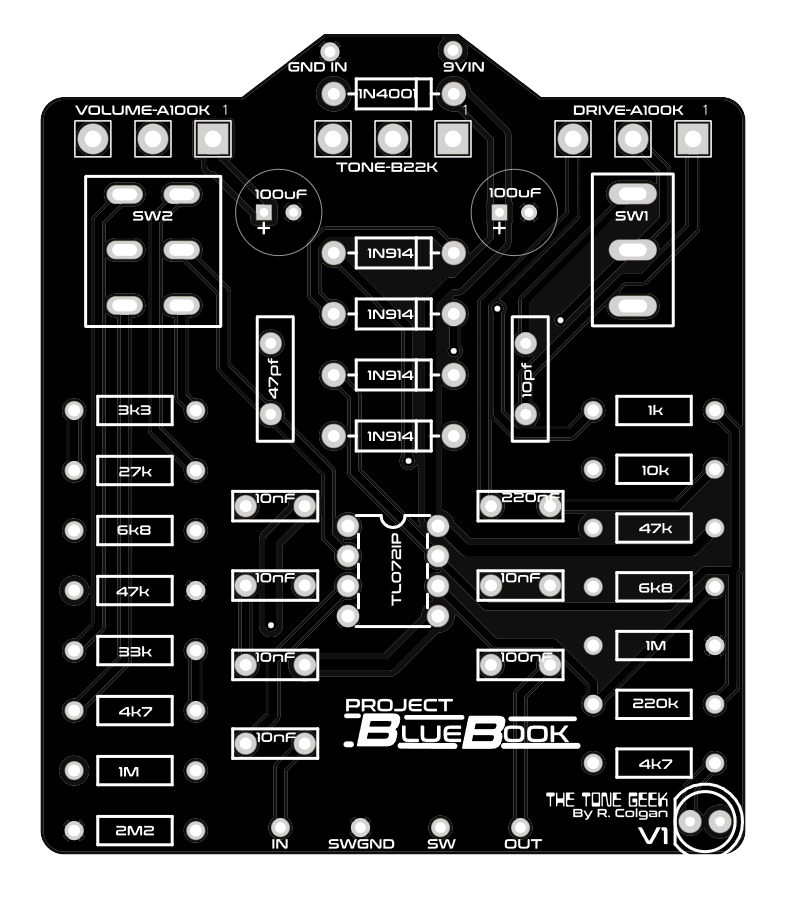 GND IN
9VIN
1N4001
VOLUME-A100K 1
1
DRIVE-A100K 1
TONE-B22K
100uF
+
100uF
+
SW2
SW1
1N914
1N914
1N914
1N914
47pf
10pf
3k3
27k
6k8
47k
33k
4k7
1M
2M2
1k
10k
47k
6k8
1M
220k
4k7
10nF
220nF
10nF
10nF
10nF
100nF
10nF
TL072IP
PROJECT
BLUEBOOK
THE TONE GEEK
By R. Colgan
V1
IN
SWGND
SW
OUT